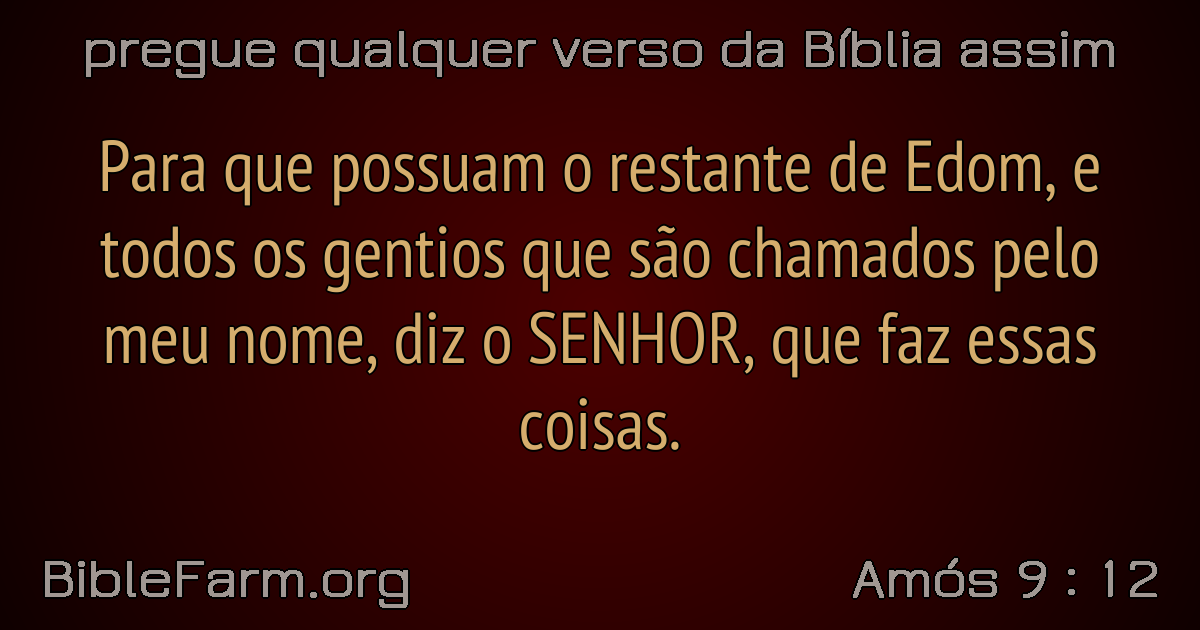 pregue qualquer verso da Bíblia assim
Para que possuam o restante de Edom, e
todos os gentios que são chamados pelo
meu nome, diz o SENHOR, que faz essas
coisas.
BibleFarm.org
Amós 9 : 12